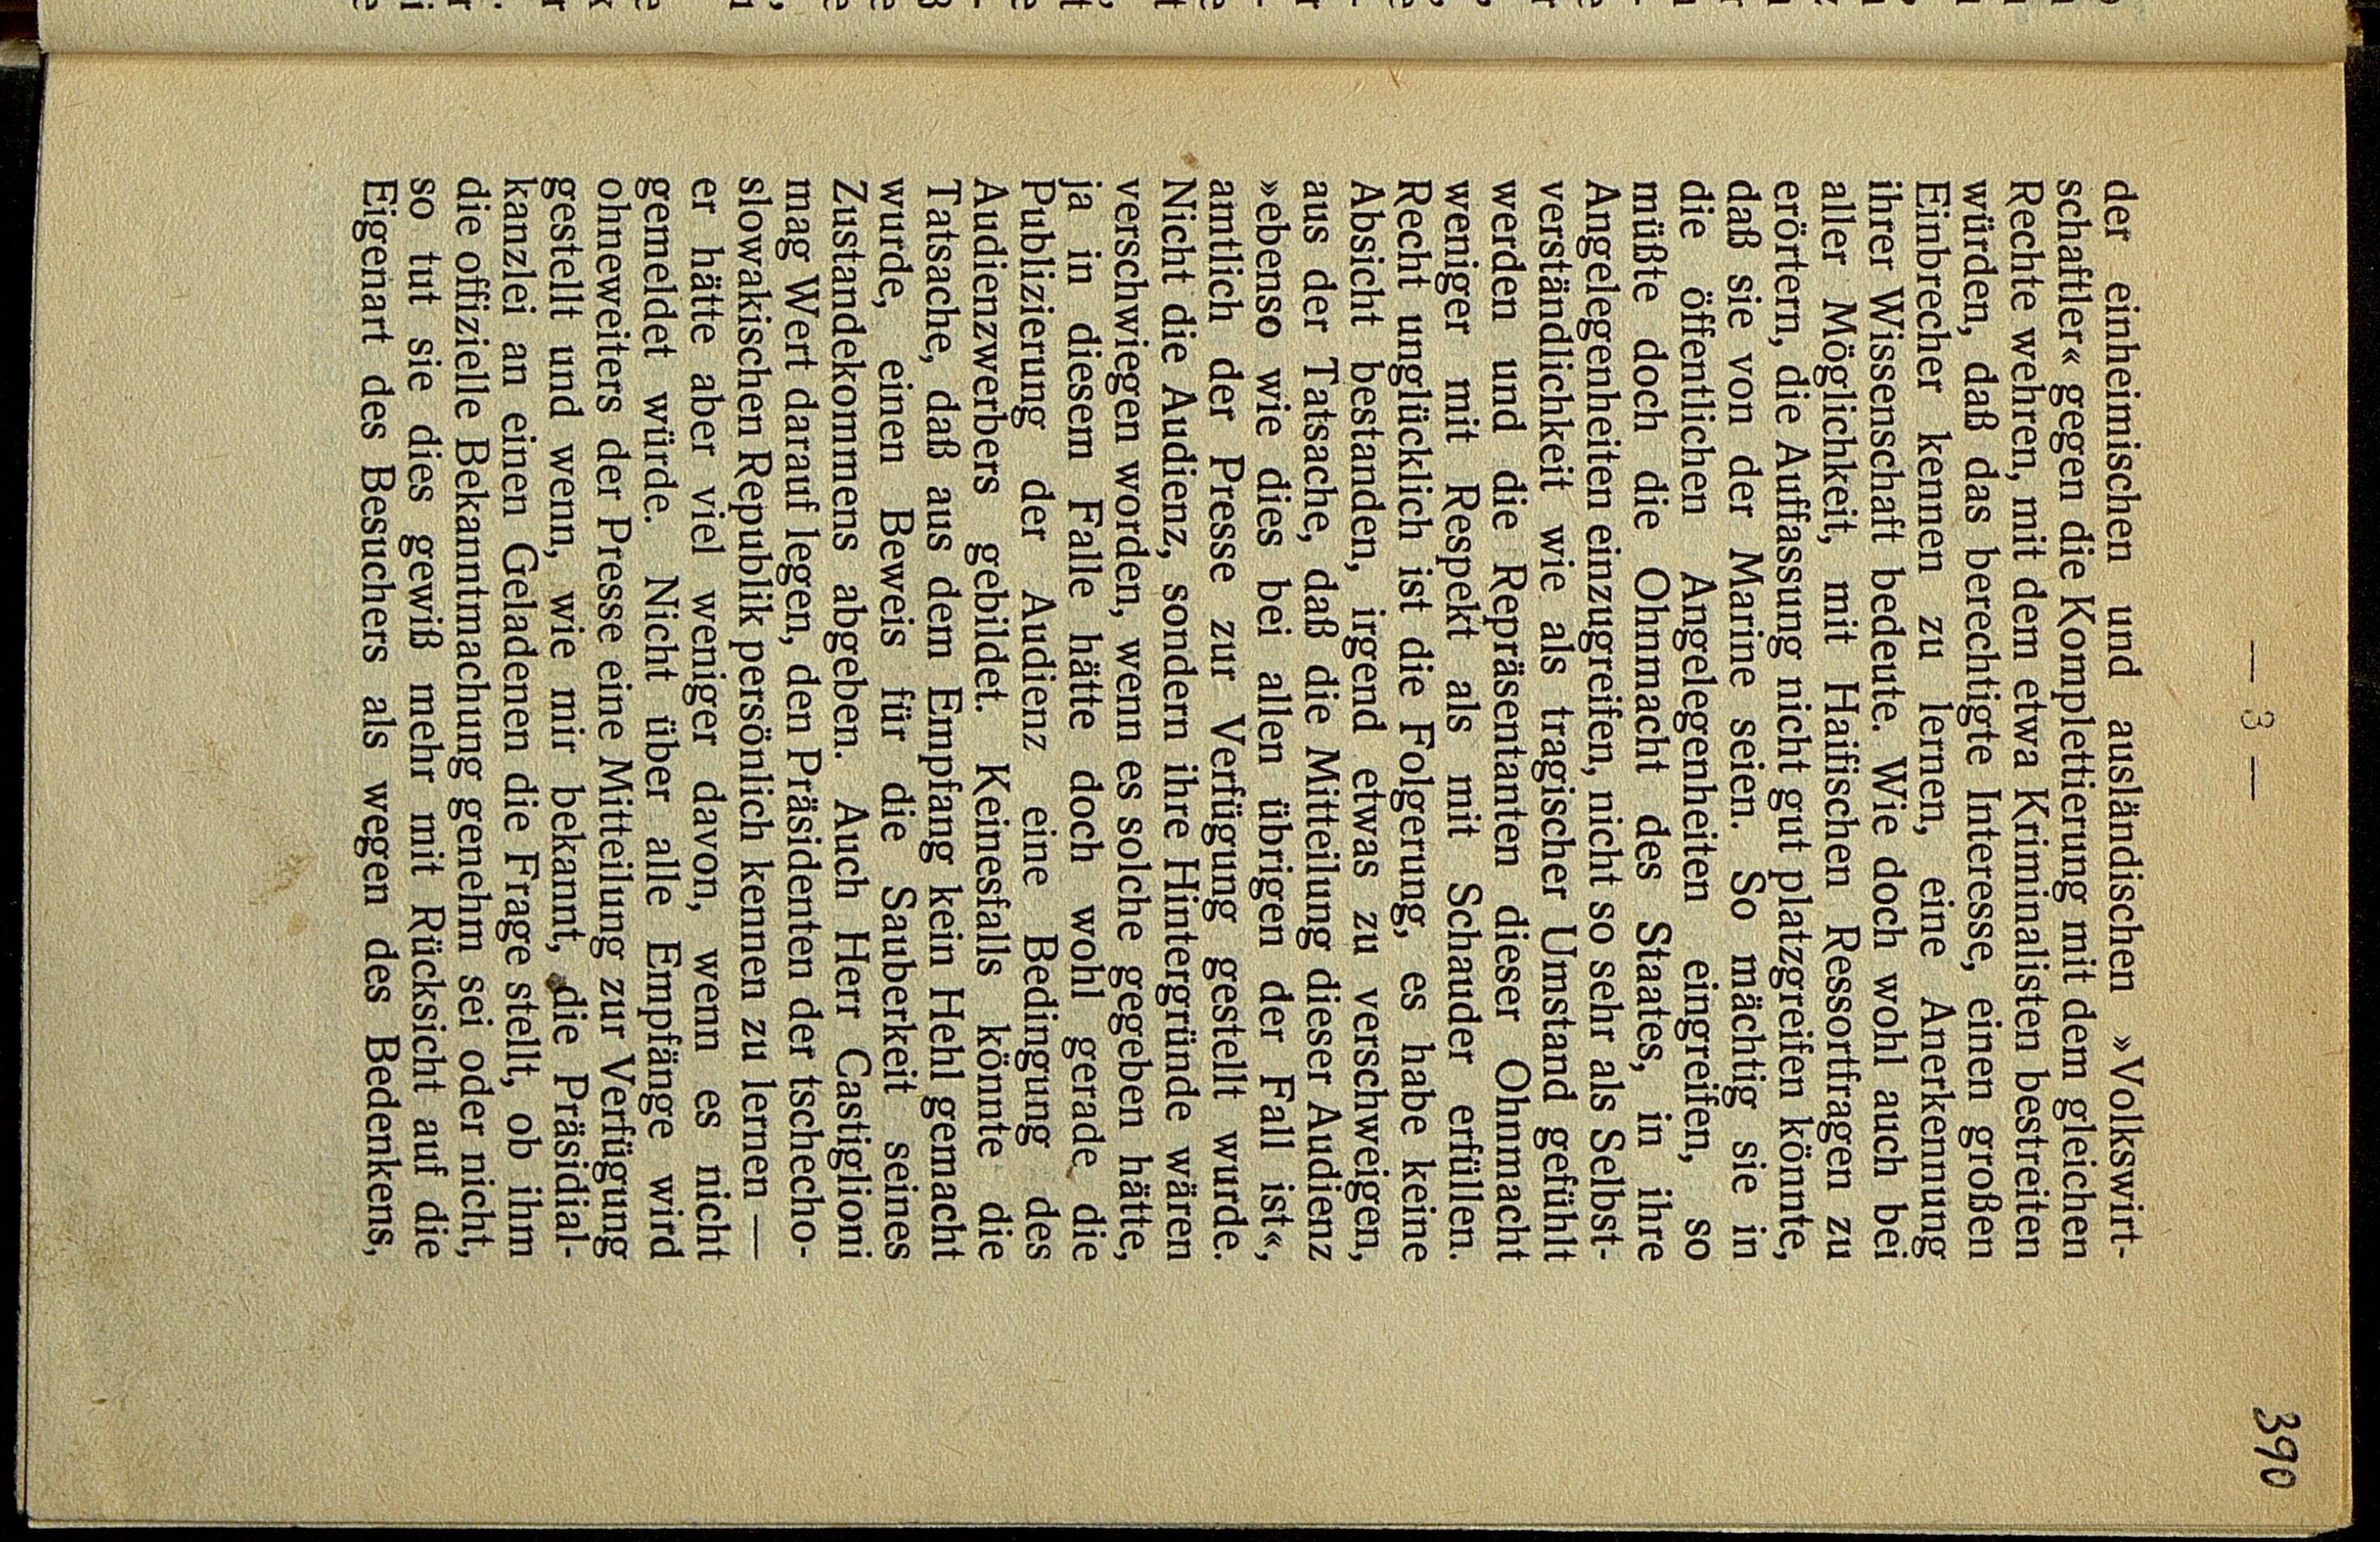 390
— 3 —
der einheimischen und ausländischen »Volkswirt-
schaftler« gegen die Komplettierung mit dem gleichen
Rechte wehren, mit dem etwa Kriminalisten bestreiten
würden, daß das berechtigte Interesse, einen großen
Einbrecher kennen zu lernen, eine Anerkennung
ihrer Wissenschaft bedeute. Wie doch wohl auch bei
aller Möglichkeit, mit Haifischen Ressortfragen zu
erörtern, die Auffassung nicht gut platzgreifen könnte,
daß sie von der Marine seien. So mächtig sie in
die öffentlichen Angelegenheiten eingreifen, so
müßte doch die Ohnmacht des Staates, in ihre
Angelegenheiten einzugreifen, nicht so sehr als Selbst-
verständlichkeit wie als tragischer Umstand gefühlt
werden und die Repräsentanten dieser Ohnmacht
weniger mit Respekt als mit Schauder erfüllen.
Recht unglücklich ist die Folgerung, es habe keine
Absicht bestanden, irgend etwas zu verschweigen,
aus der Tatsache, daß die Mitteilung dieser Audienz
»ebenso wie dies bei allen übrigen der Fall ist«,
amtlich der Presse zur Verfügung gestellt wurde.
Nicht die Audienz, sondern ihre Hintergründe wären
verschwiegen worden, wenn es solche gegeben hätte,
ja in diesem Falle hätte doch wohl gerade die
Publizierung der Audienz eine Bedingung des
Audienzwerbers gebildet. Keinesfalls könnte die
Tatsache, daß aus dem Empfang kein Hehl gemacht
wurde, einen Beweis für die Sauberkeit seines
Zustandekommens abgeben. Auch Herr Castiglioni
mag Wert darauf legen, den Präsidenten der tschecho-
slowakischen Republik persönlich kennen zu lernen —
er hätte aber viel weniger davon, wenn es nicht
gemeldet würde. Nicht über alle Empfänge wird
ohneweiters der Presse eine Mitteilung zur Verfügung
gestellt und wenn, wie mir bekannt, die Präsidial-
kanzlei an einen Geladenen die Frage stellt, ob ihm
die offizielle Bekanntmachung genehm sei oder nicht,
so tut sie dies gewiß mehr mit Rücksicht auf die
Eigenart des Besuchers als wegen des Bedenkens,